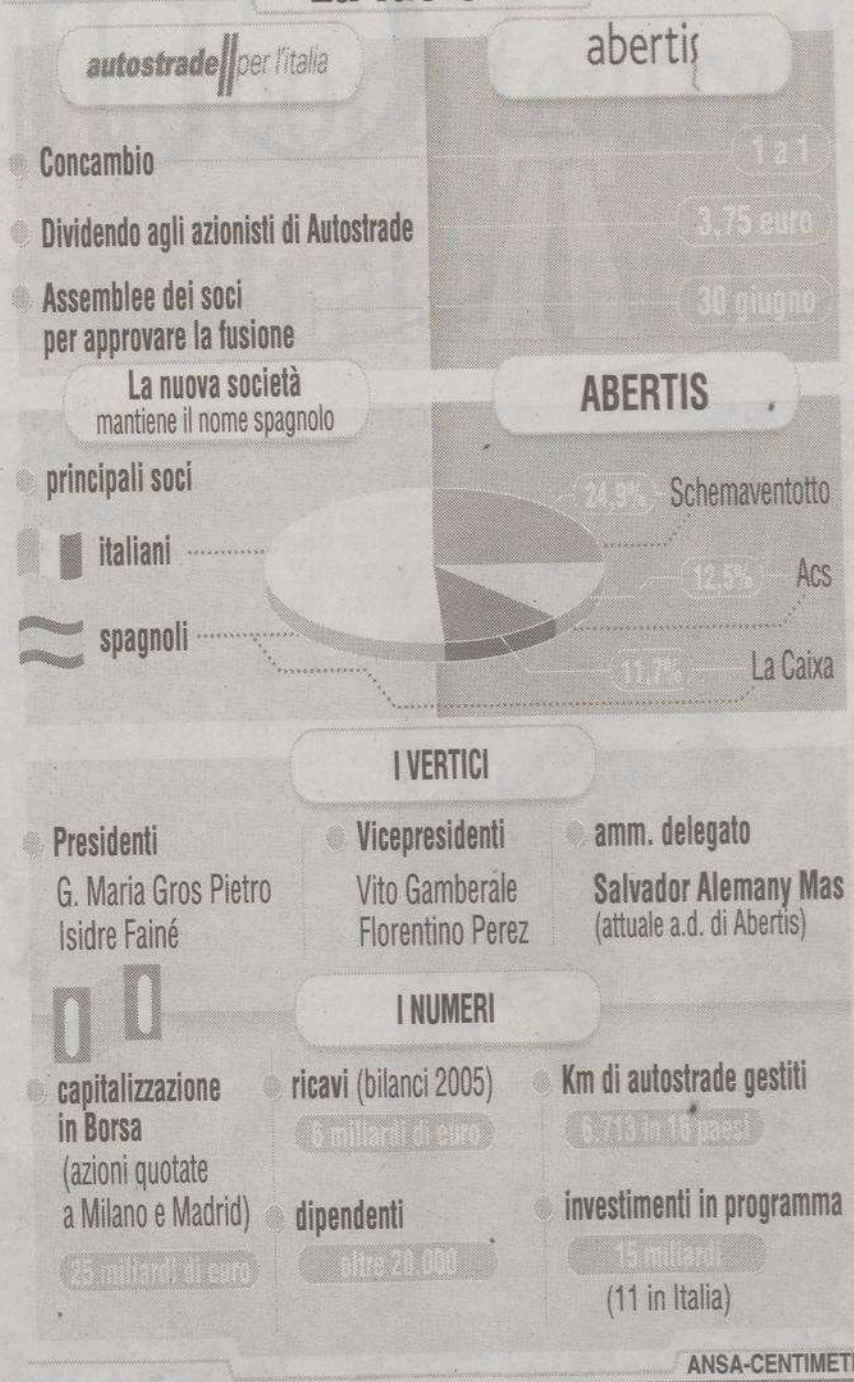 autostrade per l'italia
abertis
Concambio
1 a 1
Dividendo agli azionisti di Autostrade
3,75 euro
Assemblee dei soci
per approvare la fusione
30 giugno
La nuova società
mantiene il nome spagnolo
ABERTIS
principali soci
italiani
spagnoli
24,9% Schemaventotto
12,5% Acs
11,7% La Caixa
I VERTICI
Presidenti
G. Maria Gros Pietro
Isidre Fainé
Vicepresidenti
Vito Gamberale
Florentino Perez
amm. delegato
Salvador Alemany Mas
(attuale a.d. di Abertis)
I NUMERI
capitalizzazione
in Borsa
(azioni quotate
a Milano e Madrid)
25 miliardi di euro
ricavi (bilanci 2005)
6 miliardi di euro
dipendenti
oltre 20.000
Km di autostrade gestiti
6.713 in 16 paesi
investimenti in programma
15 miliardi
(11 in Italia)